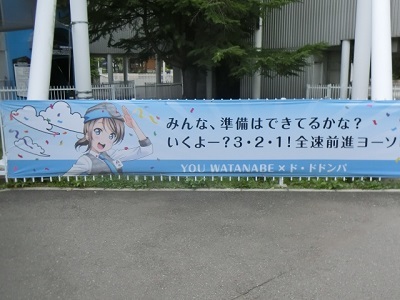 みんな、準備はできてるかな?
いくよー?3・2・1!全速前進ヨーソ
YOU WATANABE×ド・ドドンパ